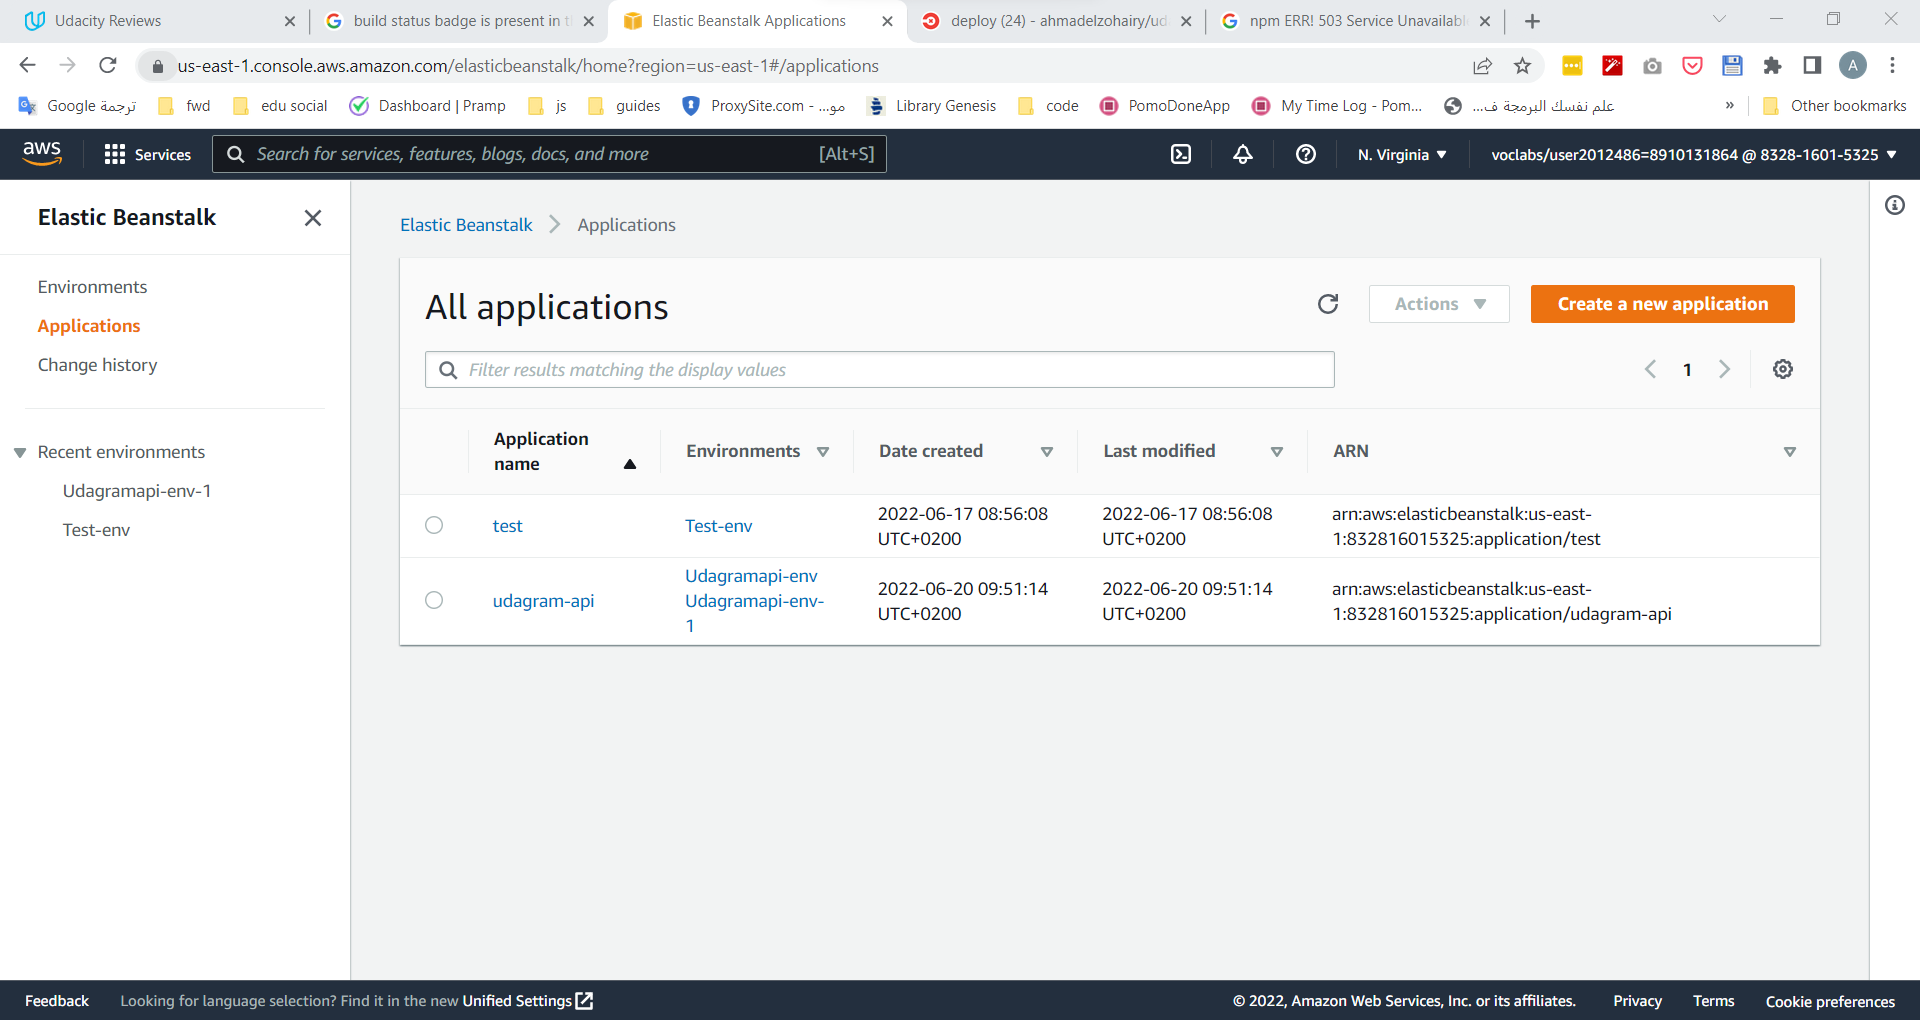 Udacity Reviews
build status badge is present in t
Elastic Beanstalk Applications
deploy (24) - ahmadelzohairy/ud
npm ERR! 503 Service Unavailabl
us-east-1.console.aws.amazon.com/elasticbeanstalk/home?region=us-east-1#/applications
A
ترجمة Google
fwd
edu social
Dashboard | Pramp
js
guides
ProxySite.com - ...مو
Library Genesis
code
PomoDoneApp
My Time Log - Pom...
علم نفسك البرمجة ف...
»
Other bookmarks
aws
Services
Search for services, features, blogs, docs, and more
[Alt+S]
N. Virginia
voclabs/user2012486=8910131864 @ 8328-1601-5325
Elastic Beanstalk
Environments
Applications
Change history
Recent environments
Udagramapi-env-1
Test-env
Elastic Beanstalk
Applications
All applications
Actions
Create a new application
Filter results matching the display values
1
Application
name
Environments
Date created
Last modified
ARN
test
Test-env
2022-06-17 08:56:08
UTC+0200
2022-06-17 08:56:08
UTC+0200
arn:aws:elasticbeanstalk:us-east-
1:832816015325:application/test
udagram-api
Udagramapi-env
Udagramapi-env-
1
2022-06-20 09:51:14
UTC+0200
2022-06-20 09:51:14
UTC+0200
arn:aws:elasticbeanstalk:us-east-
1:832816015325:application/udagram-api
Feedback
Looking for language selection? Find it in the new Unified Settings
© 2022, Amazon Web Services, Inc. or its affiliates.
Privacy
Terms
Cookie preferences